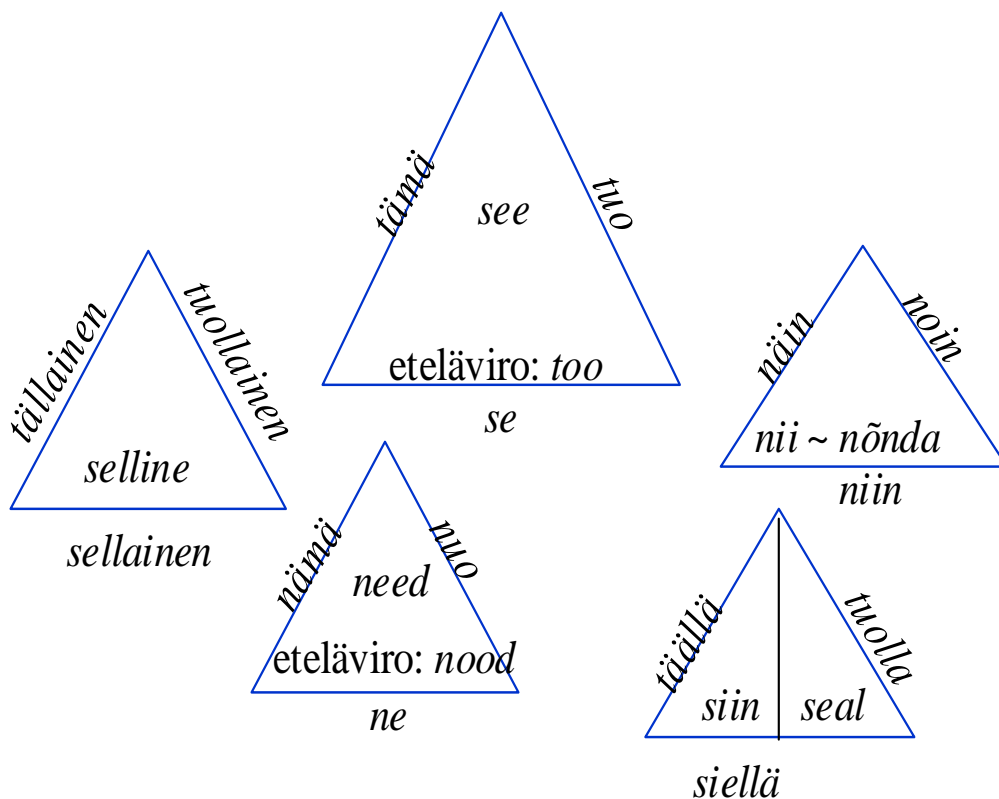 tämä
tuo
see
eteläviro: too
se
tällainen
tuollainen
selline
sellainen
näin
noin
nii ~ nõnda
niin
nämä
nuo
need
eteläviro: nood
ne
täällä
tuolla
siin
seal
siellä